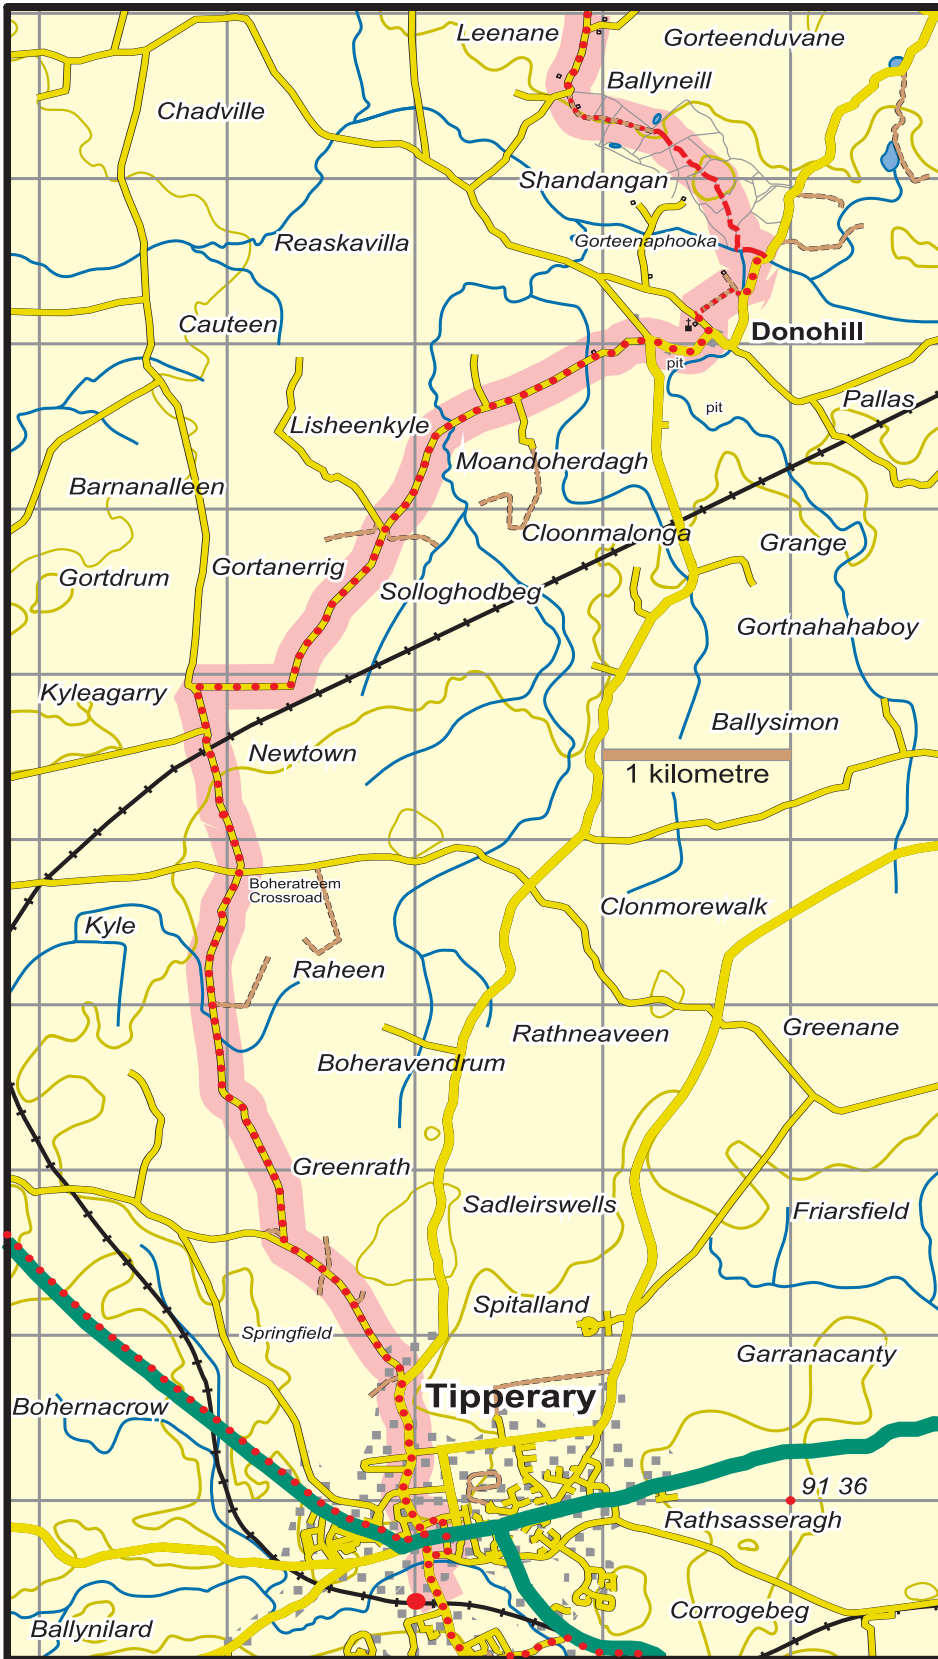 Leenane
Gorteenduvane
Ballyneill
Chadville
Shandangan
Reaskavilla
Gorteenaphooka
Cauteen
Donohill
pit
Pallas
pit
Lisheenkyle
Moandoherdagh
Barnanalleen
Cloonmalonga
Grange
Gortanerrig
Gortdrum
Solloghodbeg
Gortnahahaboy
Kyleagarry
Ballysimon
Newtown
1 kilometre
Boheratreem
Crossroad
Clonmorewalk
Kyle
Raheen
Rathneaveen
Greenane
Boheravendrum
Greenrath
Sadleirswells
Friarsfield
Spitalland
Springfield
Garranacanty
Tipperary
Bohernacrow
91 36
Rathsasseragh
Corrogebeg
Ballynilard